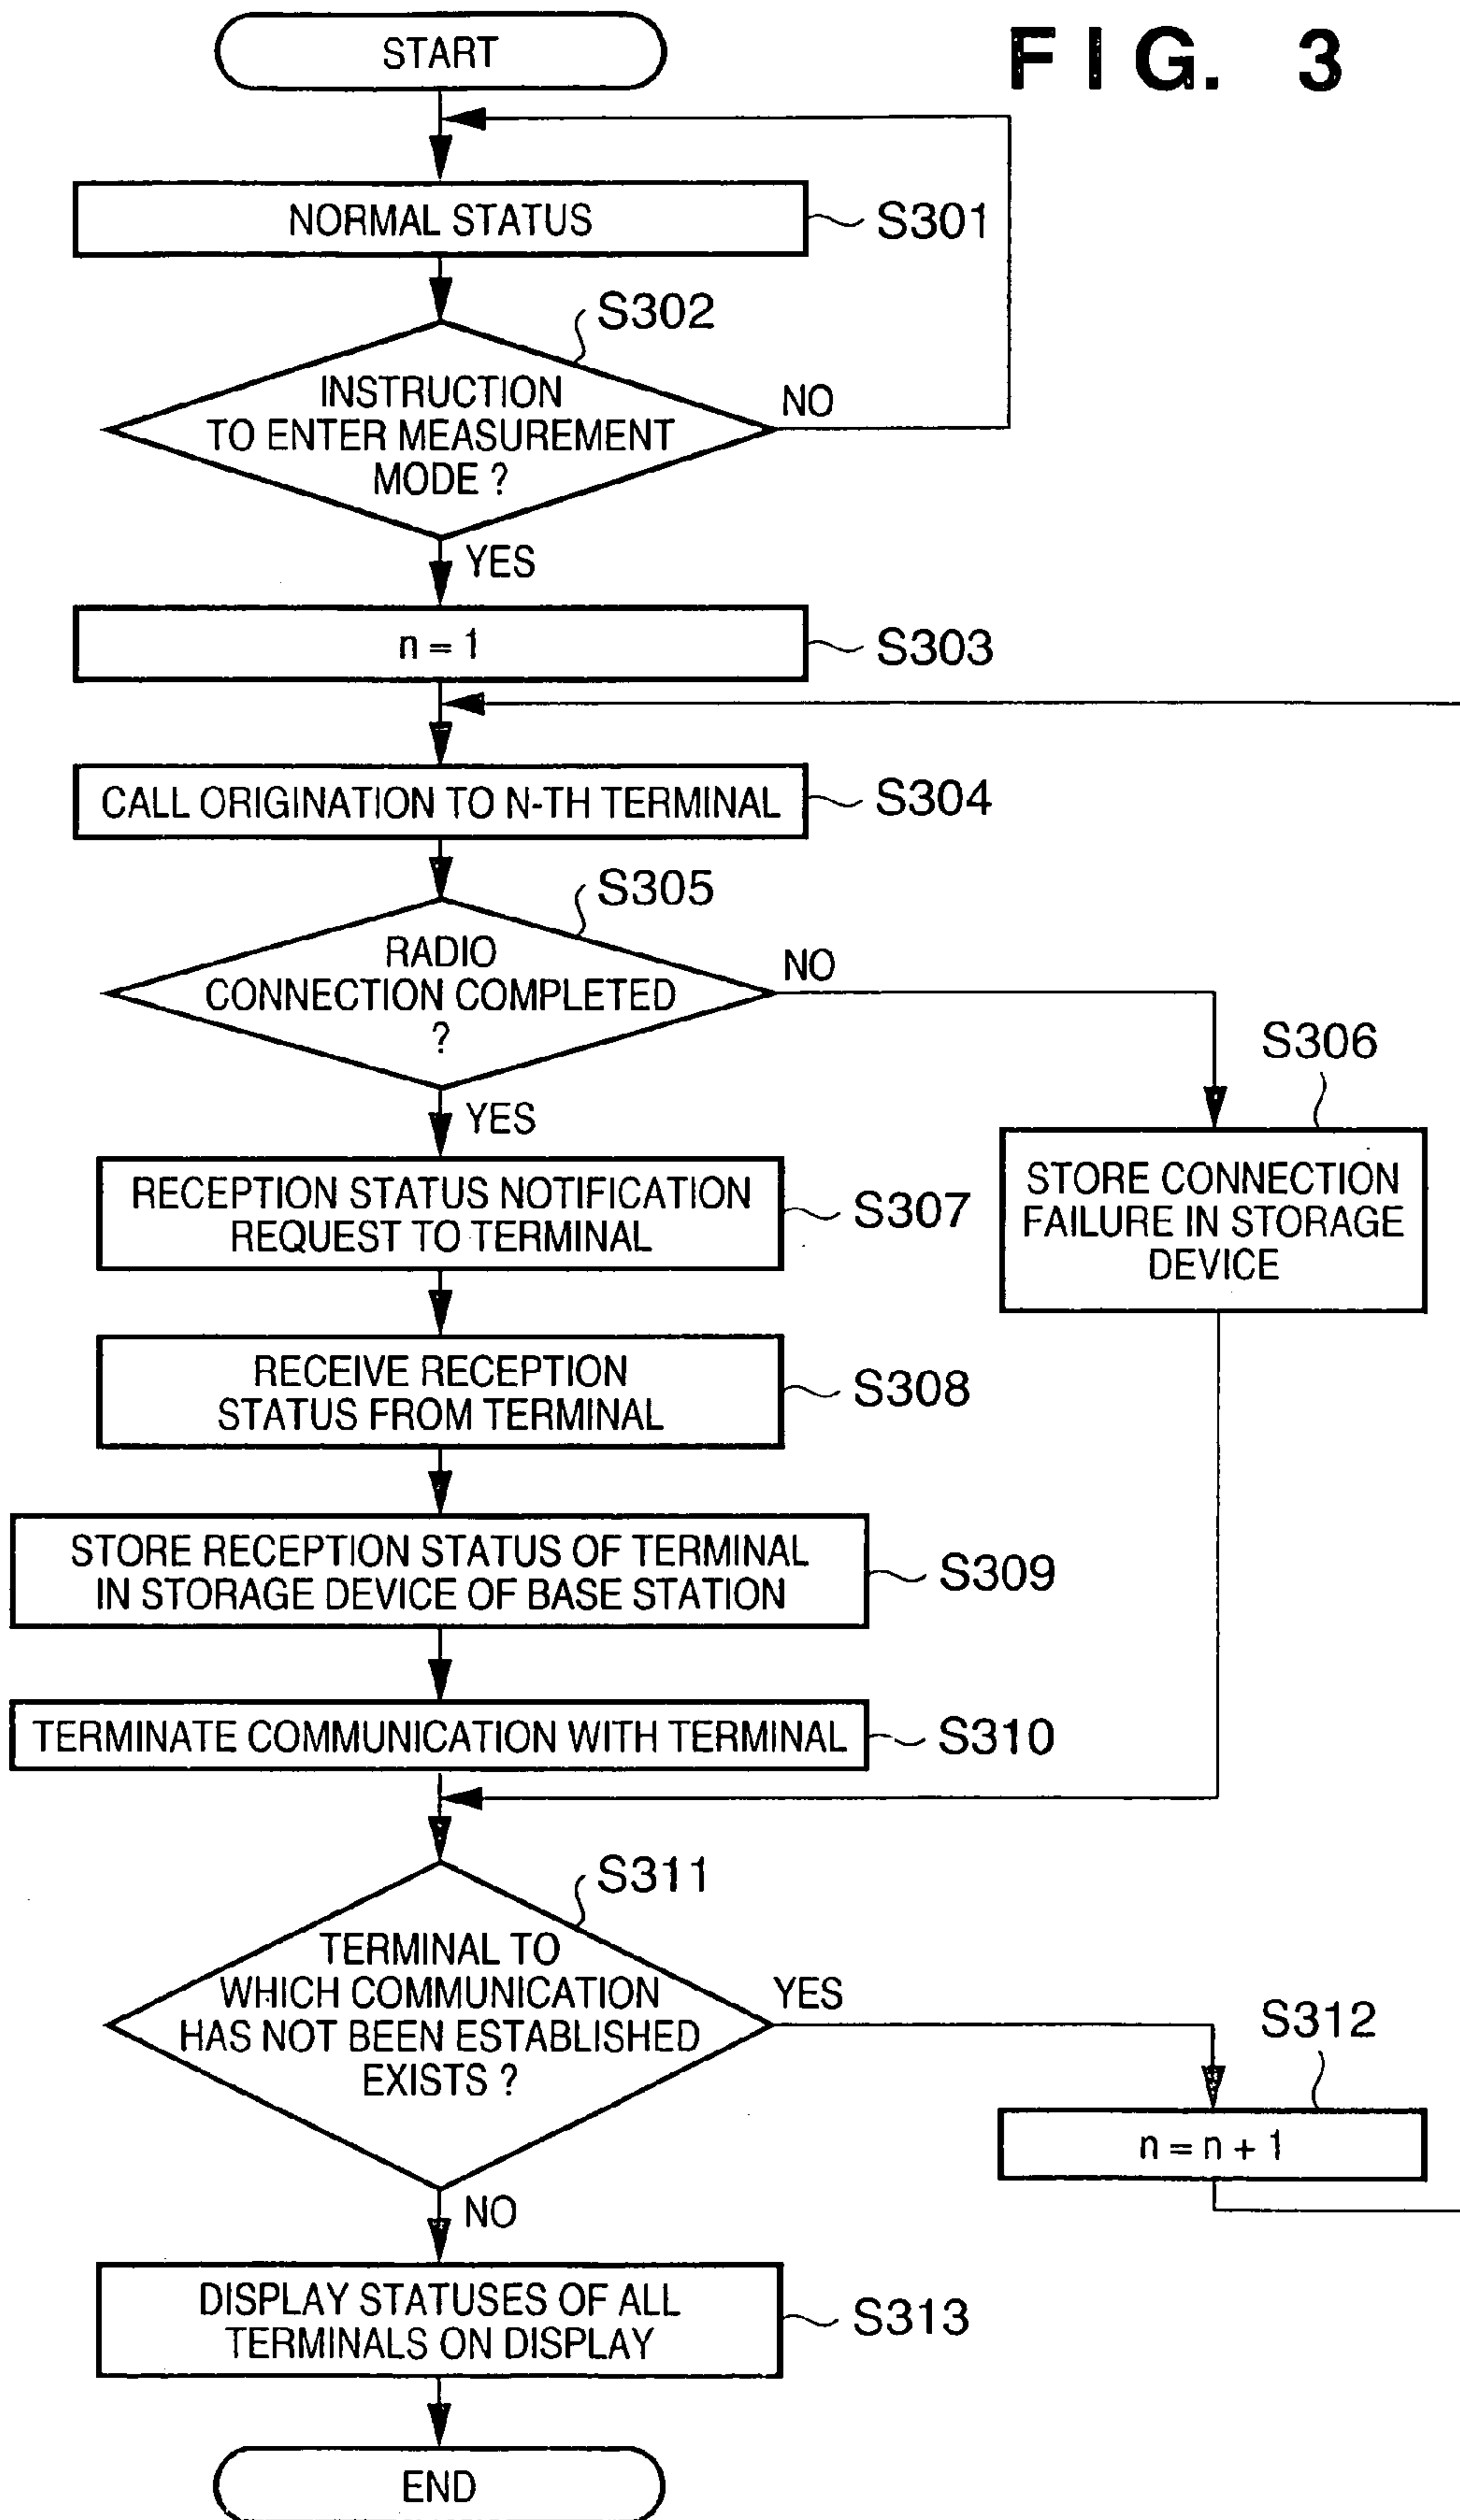 START
FIG. 3
NORMAL STATUS
S301
S302
INSTRUCTION
TO ENTER MEASUREMENT
MODE ?
NO
YES
n = 1
S303
CALL ORIGINATION TO N-TH TERMINAL
S304
S305
RADIO
CONNECTION COMPLETED
?
NO
YES
S306
STORE CONNECTION
FAILURE IN STORAGE
DEVICE
RECEPTION STATUS NOTIFICATION
REQUEST TO TERMINAL
S307
RECEIVE RECEPTION
STATUS FROM TERMINAL
S308
STORE RECEPTION STATUS OF TERMINAL
IN STORAGE DEVICE OF BASE STATION
S309
TERMINATE COMMUNICATION WITH TERMINAL
S310
S311
TERMINAL TO
WHICH COMMUNICATION
HAS NOT BEEN ESTABLISHED
EXISTS ?
YES
S312
n = n + 1
NO
DISPLAY STATUSES OF ALL
TERMINALS ON DISPLAY
S313
END